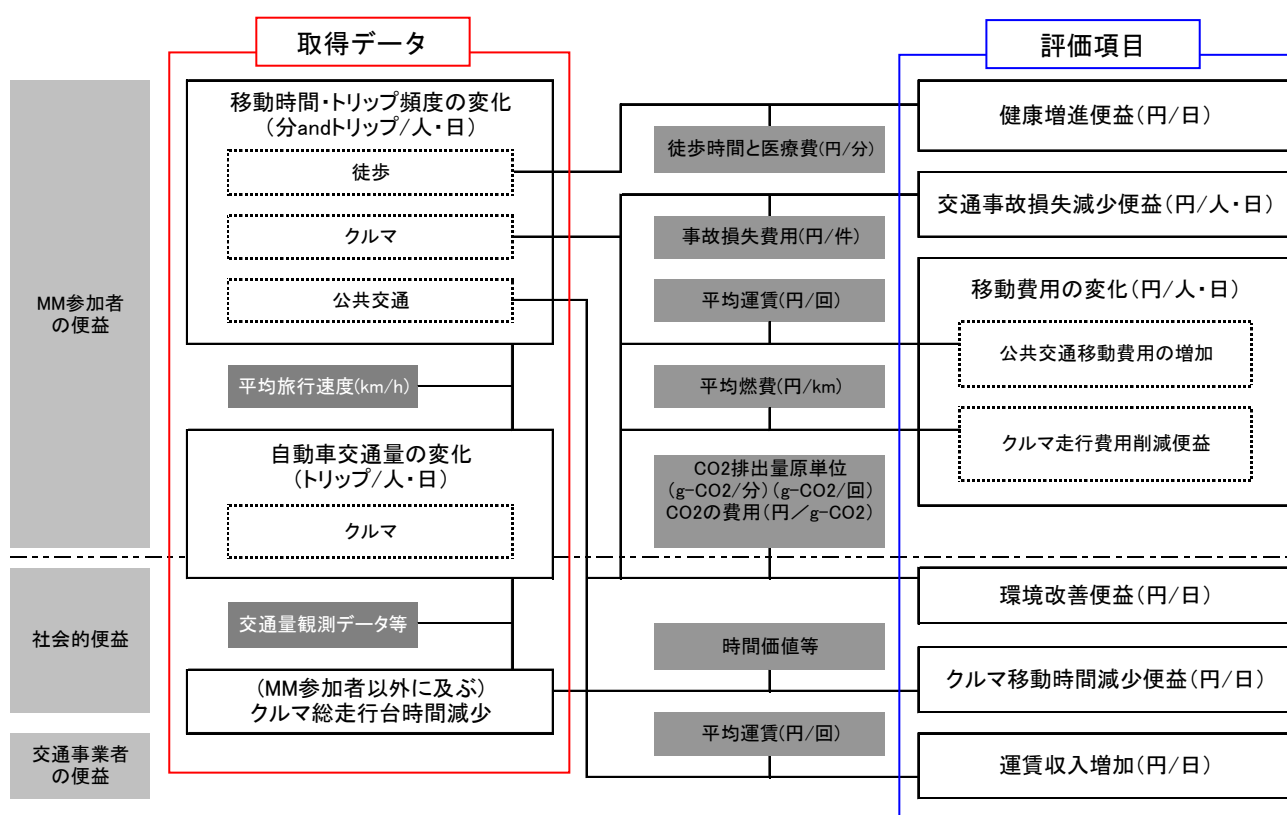 取得データ
評価項目
MM参加者
の便益
社会的便益
交通事業者
の便益
移動時間・トリップ頻度の変化
(分andトリップ/人・日)
徒歩
クルマ
公共交通
平均旅行速度(km/h)
自動車交通量の変化
(トリップ/人・日)
クルマ
交通量観測データ等
(MM参加者以外に及ぶ)
クルマ総走行台時間減少
徒歩時間と医療費(円/分)
事故損失費用(円/件)
平均運賃(円/回)
平均燃費(円/km)
CO2排出量原単位
(g-CO2/分)(g-CO2/回)
CO2の費用(円／g-CO2)
時間価値等
平均運賃(円/回)
健康増進便益(円/日)
交通事故損失減少便益(円/人・日)
移動費用の変化(円/人・日)
公共交通移動費用の増加
クルマ走行費用削減便益
環境改善便益(円/日)
クルマ移動時間減少便益(円/日)
運賃収入増加(円/日)